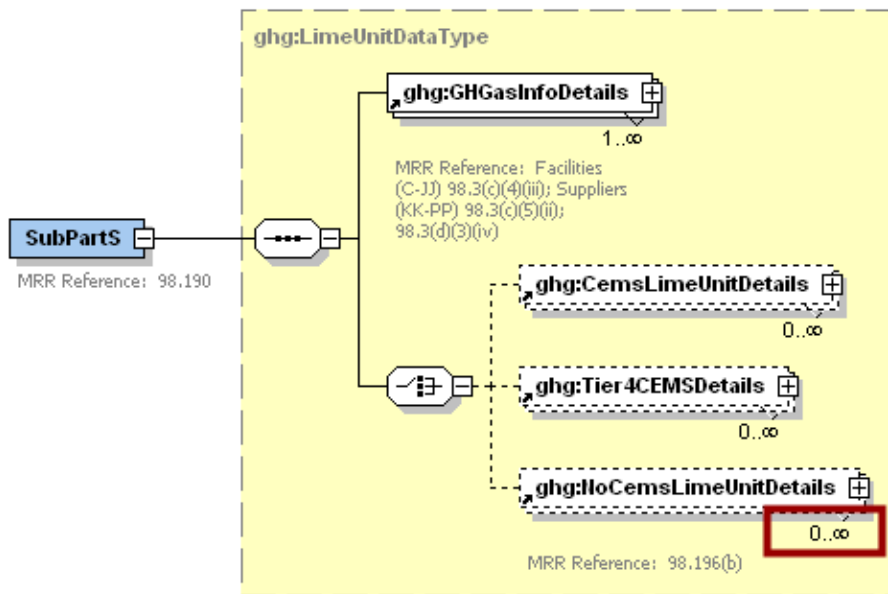 ghg:LimeUnitDataType
ghg:GHGasInfoDetails
1..∞
MRR Reference: Facilities
(C-JJ) 98.3(c)(4)(iii); Suppliers
(KK-PP) 98.3(c)(5)(ii);
98.3(d)(3)(iv)
SubPartS
MRR Reference: 98.190
ghg:CemsLimeUnitDetails
0..∞
ghg:Tier4CEMSDetails
0..∞
ghg:NoCemsLimeUnitDetails
0..∞
MRR Reference: 98.196(b)